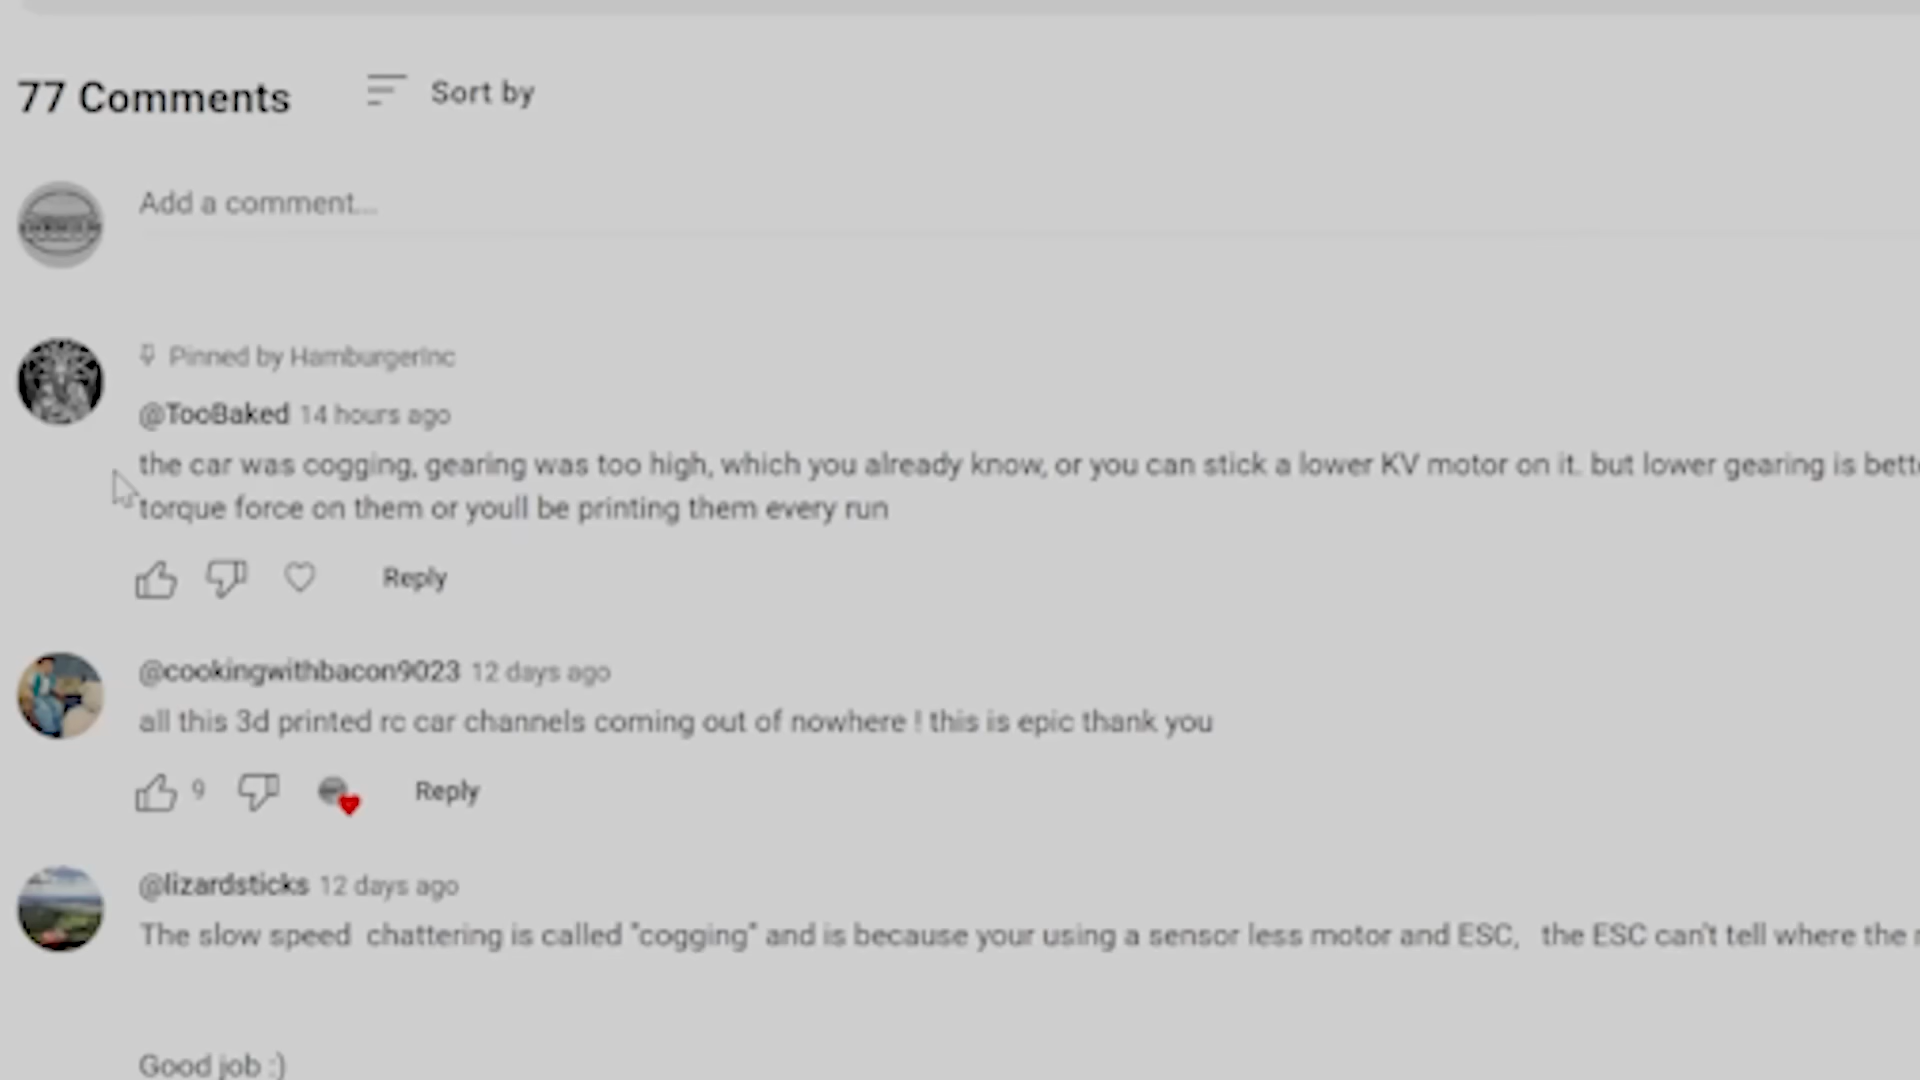 77 Comments
Sort by
Add a comment...
Pinned by HamburgerInc
@TooBaked 14 hours ago
the car was cogging, gearing was too high, which you already know, or you can stick a lower KV motor on it. but lower gearing is bett
torque force on them or youll be printing them every run
Reply
@cookingwithbacon9023 12 days ago
all this 3d printed rc car channels coming out of nowhere ! this is epic thank you
9
Reply
@lizardsticks 12 days ago
The slow speed chattering is called "cogging" and is because your using a sensor less motor and ESC, the ESC can't tell where the
Good job :)